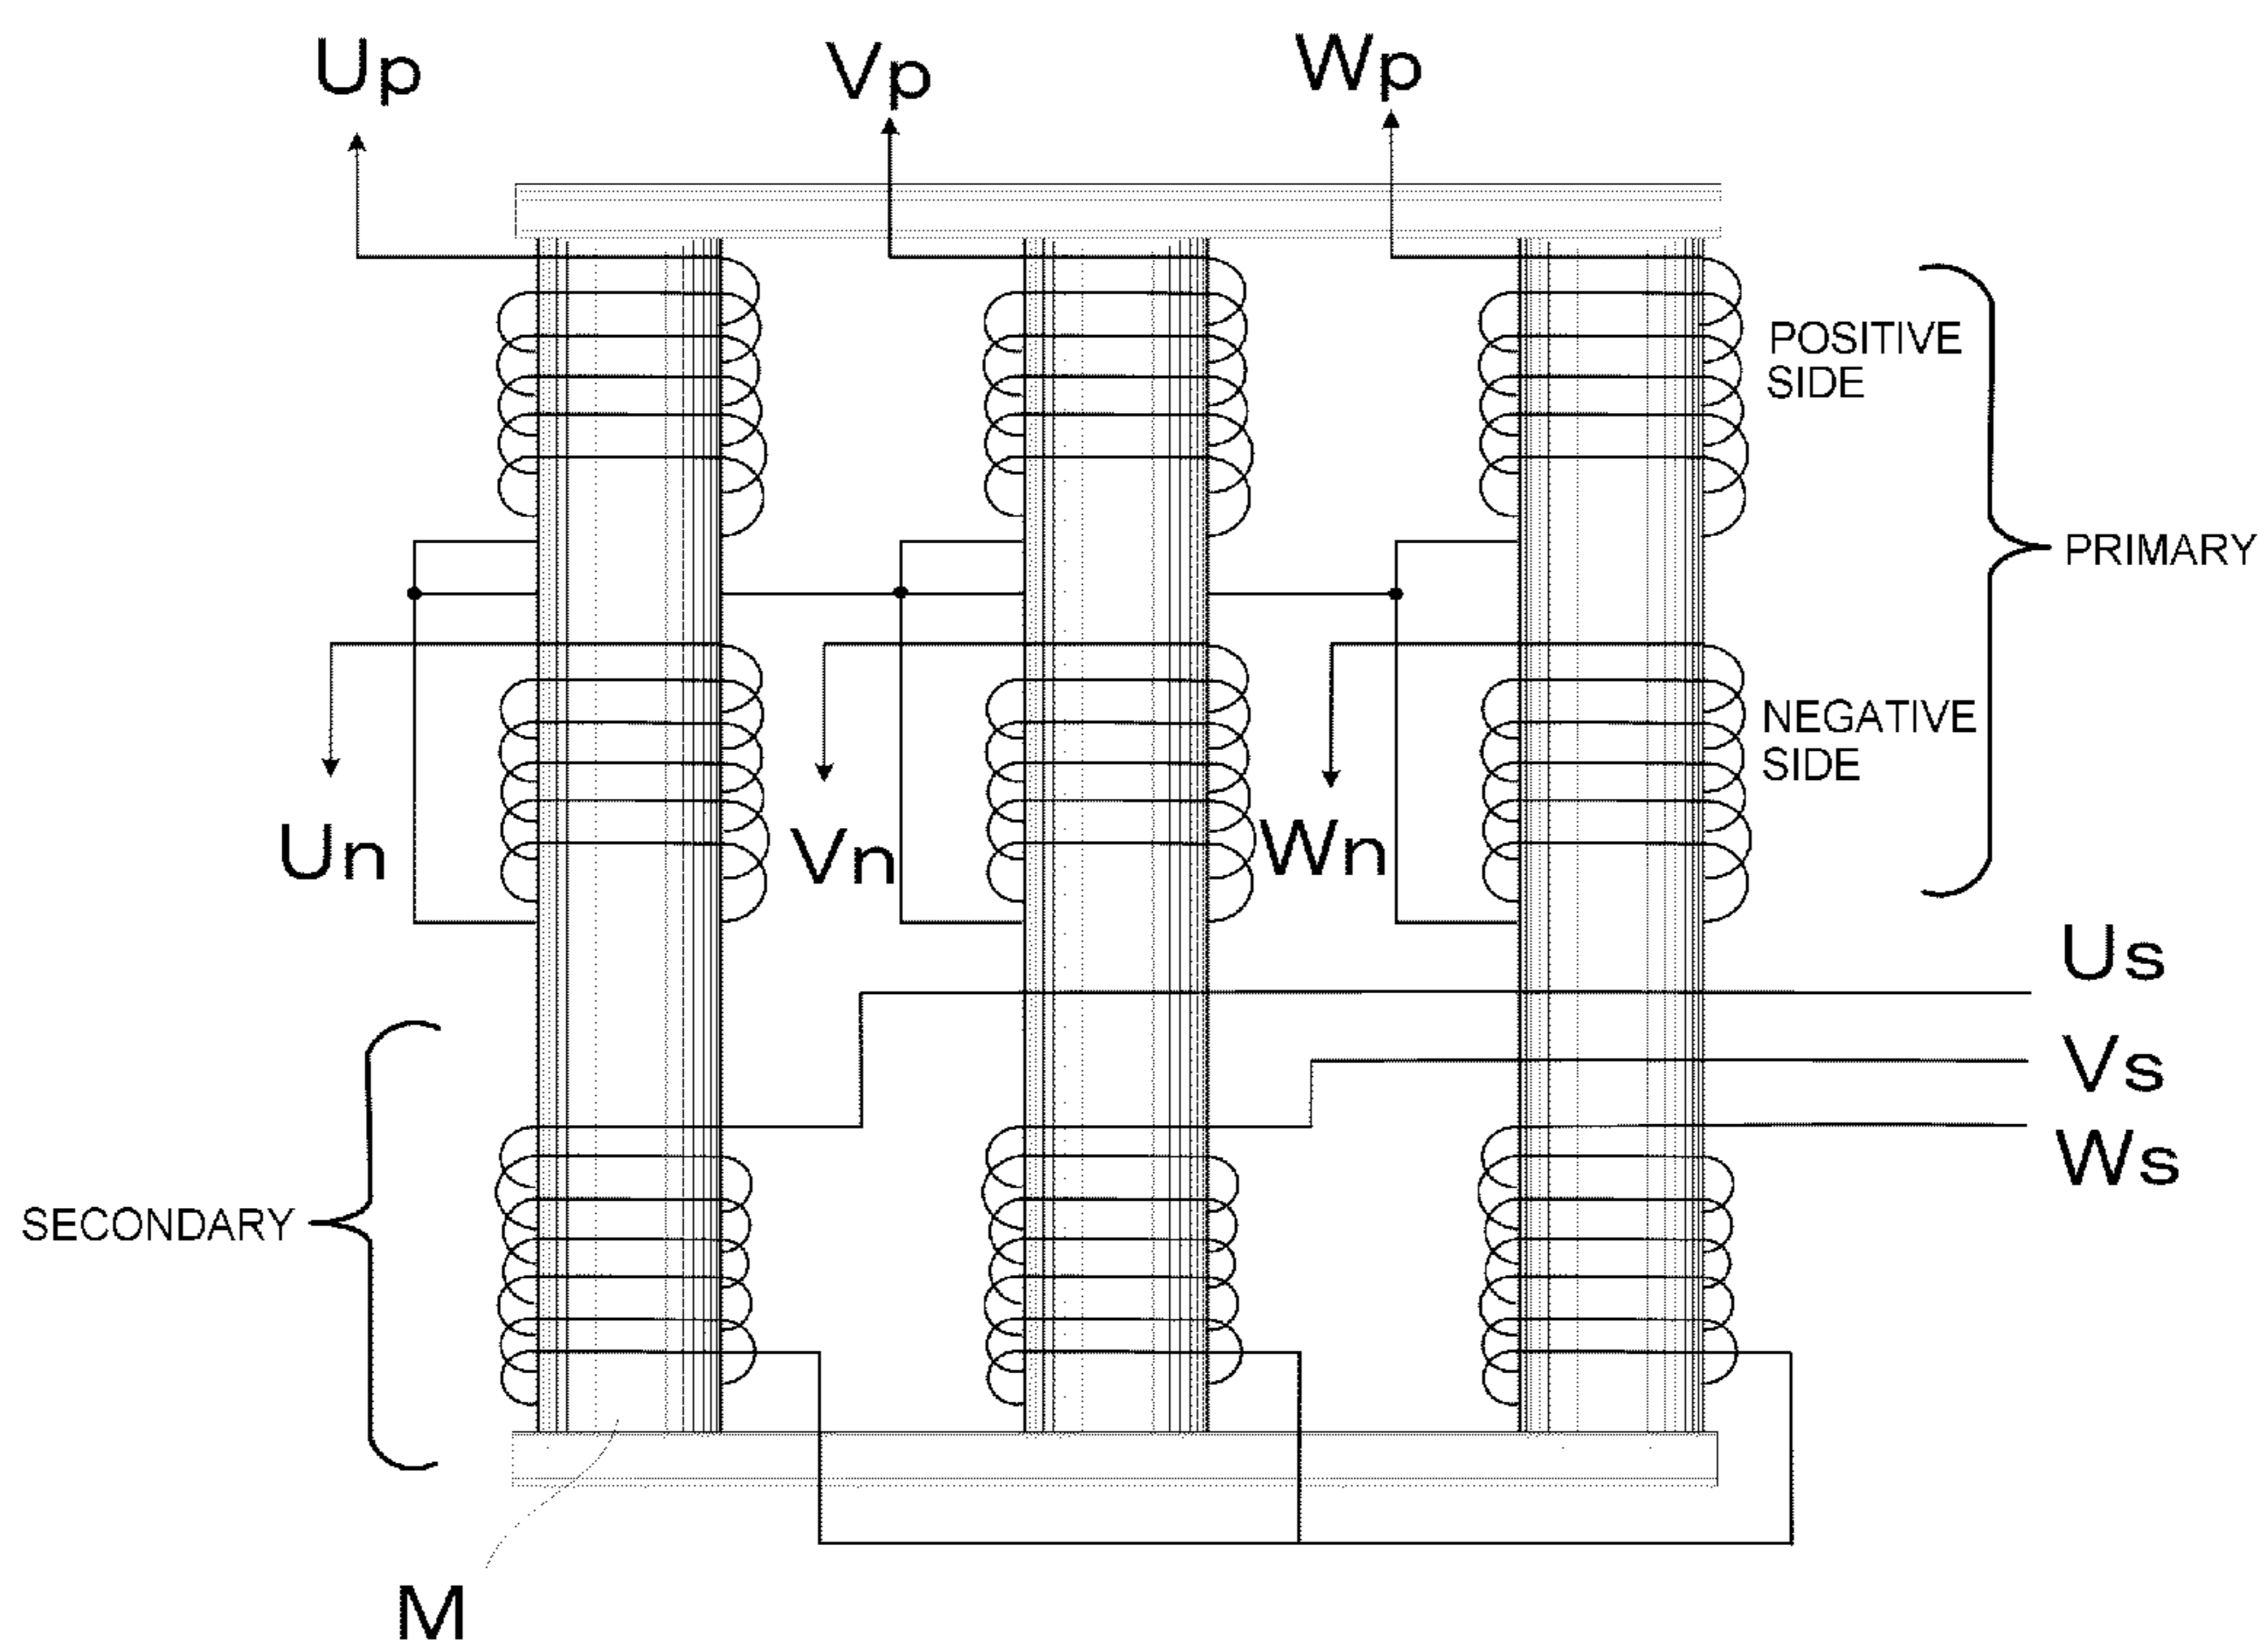 Up
Vp
Wp
POSITIVE
SIDE
PRIMARY
NEGATIVE
SIDE
Un
Vn
Wn
Us
Vs
Ws
SECONDARY
M